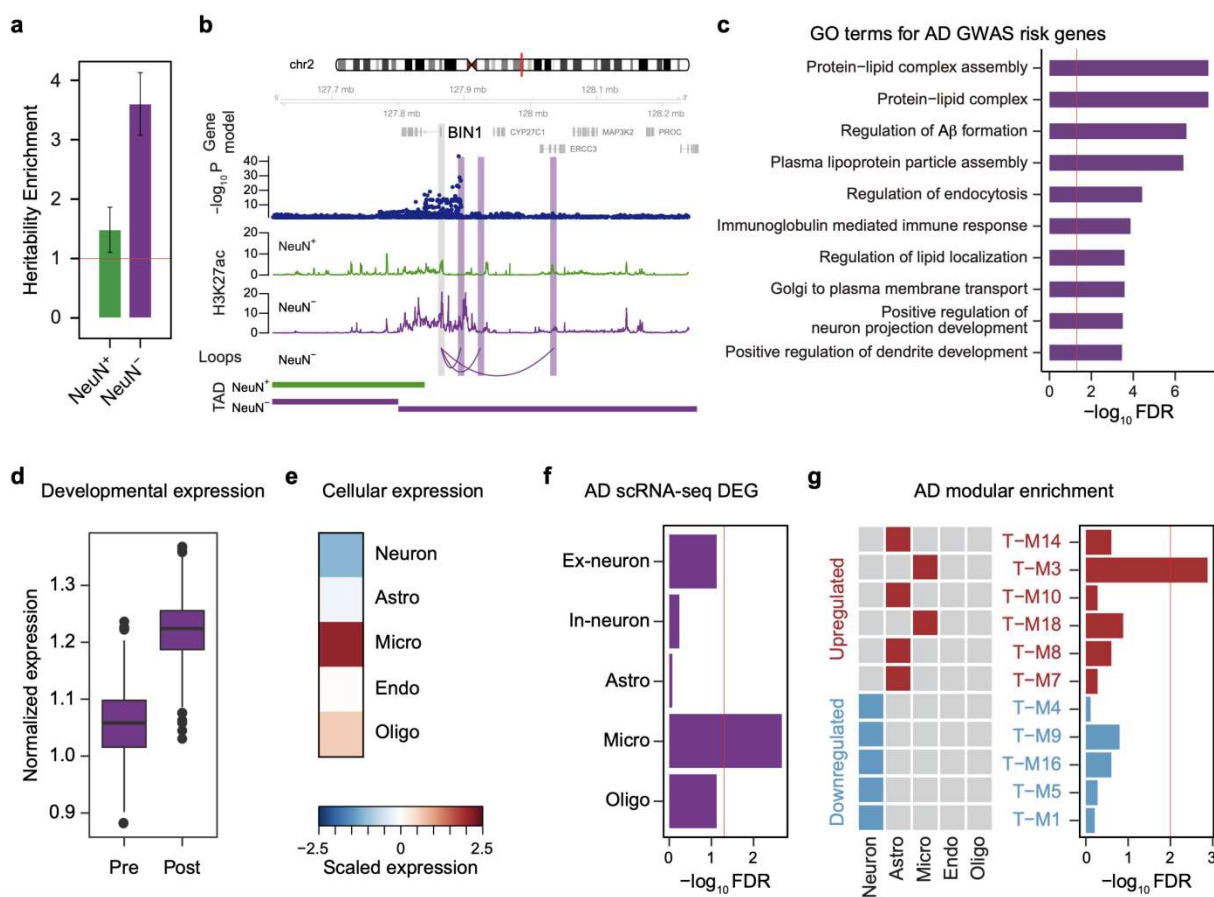 a
Heritability Enrichment
4
3
2
1
0
NeuN+
NeuN−
b
chr2
5'
3'
127.7 mb
127.9 mb
128.1 mb
127.8 mb
128 mb
128.2 mb
Gene
model
BIN1
CYP27C1
MAP3K2
PROC
ERCC3
−log10 P
40
30
20
10
H3K27ac
20
10
0
NeuN+
20
10
0
NeuN−
Loops
NeuN−
TAD
NeuN+
NeuN−
c
GO terms for AD GWAS risk genes
Protein−lipid complex assembly
Protein−lipid complex
Regulation of Aβ formation
Plasma lipoprotein particle assembly
Regulation of endocytosis
Immunoglobulin mediated immune response
Regulation of lipid localization
Golgi to plasma membrane transport
Positive regulation of
neuron projection development
Positive regulation of dendrite development
0 2 4 6
−log10 FDR
d
Developmental expression
Normalized expression
1.3
1.2
1.1
1.0
0.9
Pre Post
e
Cellular expression
Neuron
Astro
Micro
Endo
Oligo
−2.5 0 2.5
Scaled expression
f
AD scRNA-seq DEG
Ex-neuron
In-neuron
Astro
Micro
Oligo
0 1 2
−log10 FDR
g
AD modular enrichment
Upregulated
Downregulated
T−M14
T−M3
T−M10
T−M18
T−M8
T−M7
T−M4
T−M9
T−M16
T−M5
T−M1
Neuron
Astro
Micro
Endo
Oligo
0 1 2 3
−log10 FDR